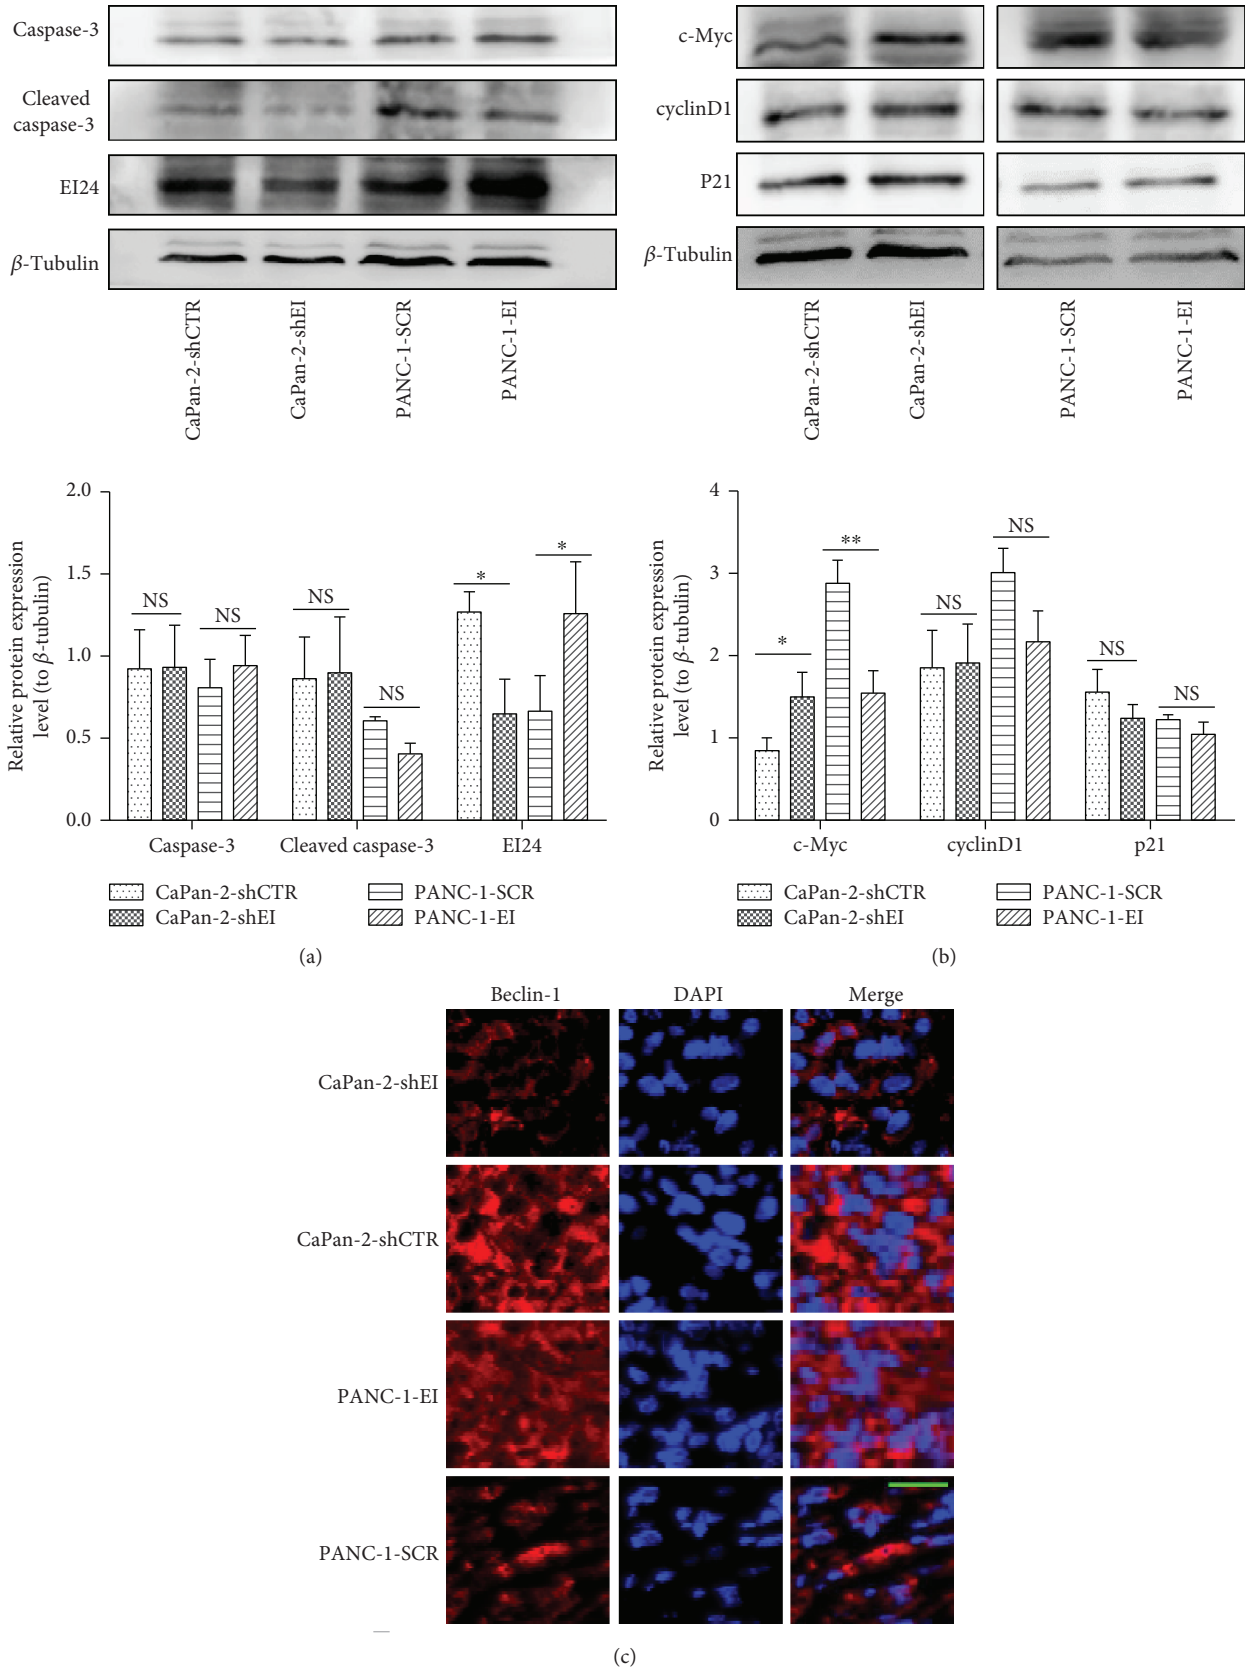 Caspase-3
Cleaved
caspase-3
EI24
β-Tubulin
CaPan-2-shCTR
CaPan-2-shEI
PANC-1-SCR
PANC-1-EI
c-Myc
cyclinD1
P21
β-Tubulin
CaPan-2-shCTR
CaPan-2-shEI
PANC-1-SCR
PANC-1-EI
Relative protein expression
level (to β-tubulin)
2.0
1.5
1.0
0.5
0.0
NS
NS
NS
NS
*
*
Caspase-3
Cleaved caspase-3
EI24
CaPan-2-shCTR
PANC-1-SCR
CaPan-2-shEI
PANC-1-EI
(a)
Relative protein expression
level (to β-tubulin)
4
3
2
1
0
*
**
NS
NS
NS
NS
c-Myc
cyclinD1
p21
CaPan-2-shCTR
PANC-1-SCR
CaPan-2-shEI
PANC-1-EI
(b)
Beclin-1
DAPI
Merge
CaPan-2-shEI
CaPan-2-shCTR
PANC-1-EI
PANC-1-SCR
(c)